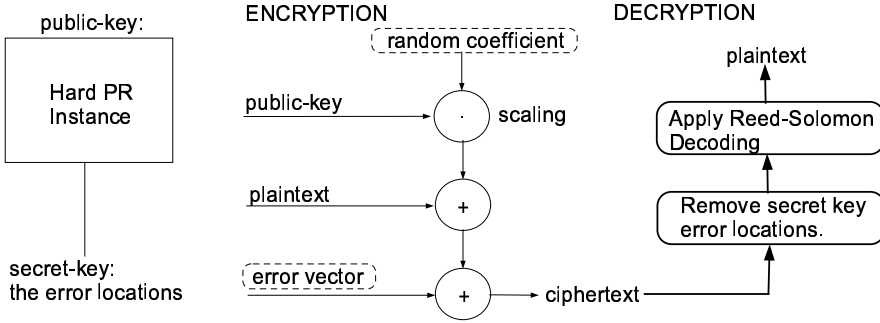 public-key:
Hard PR
Instance
secret-key:
the error locations
ENCRYPTION
random coefficient
public-key
·
scaling
plaintext
+
error vector
+
ciphertext
DECRYPTION
plaintext
Apply Reed-Solomon
Decoding
Remove secret key
error locations.